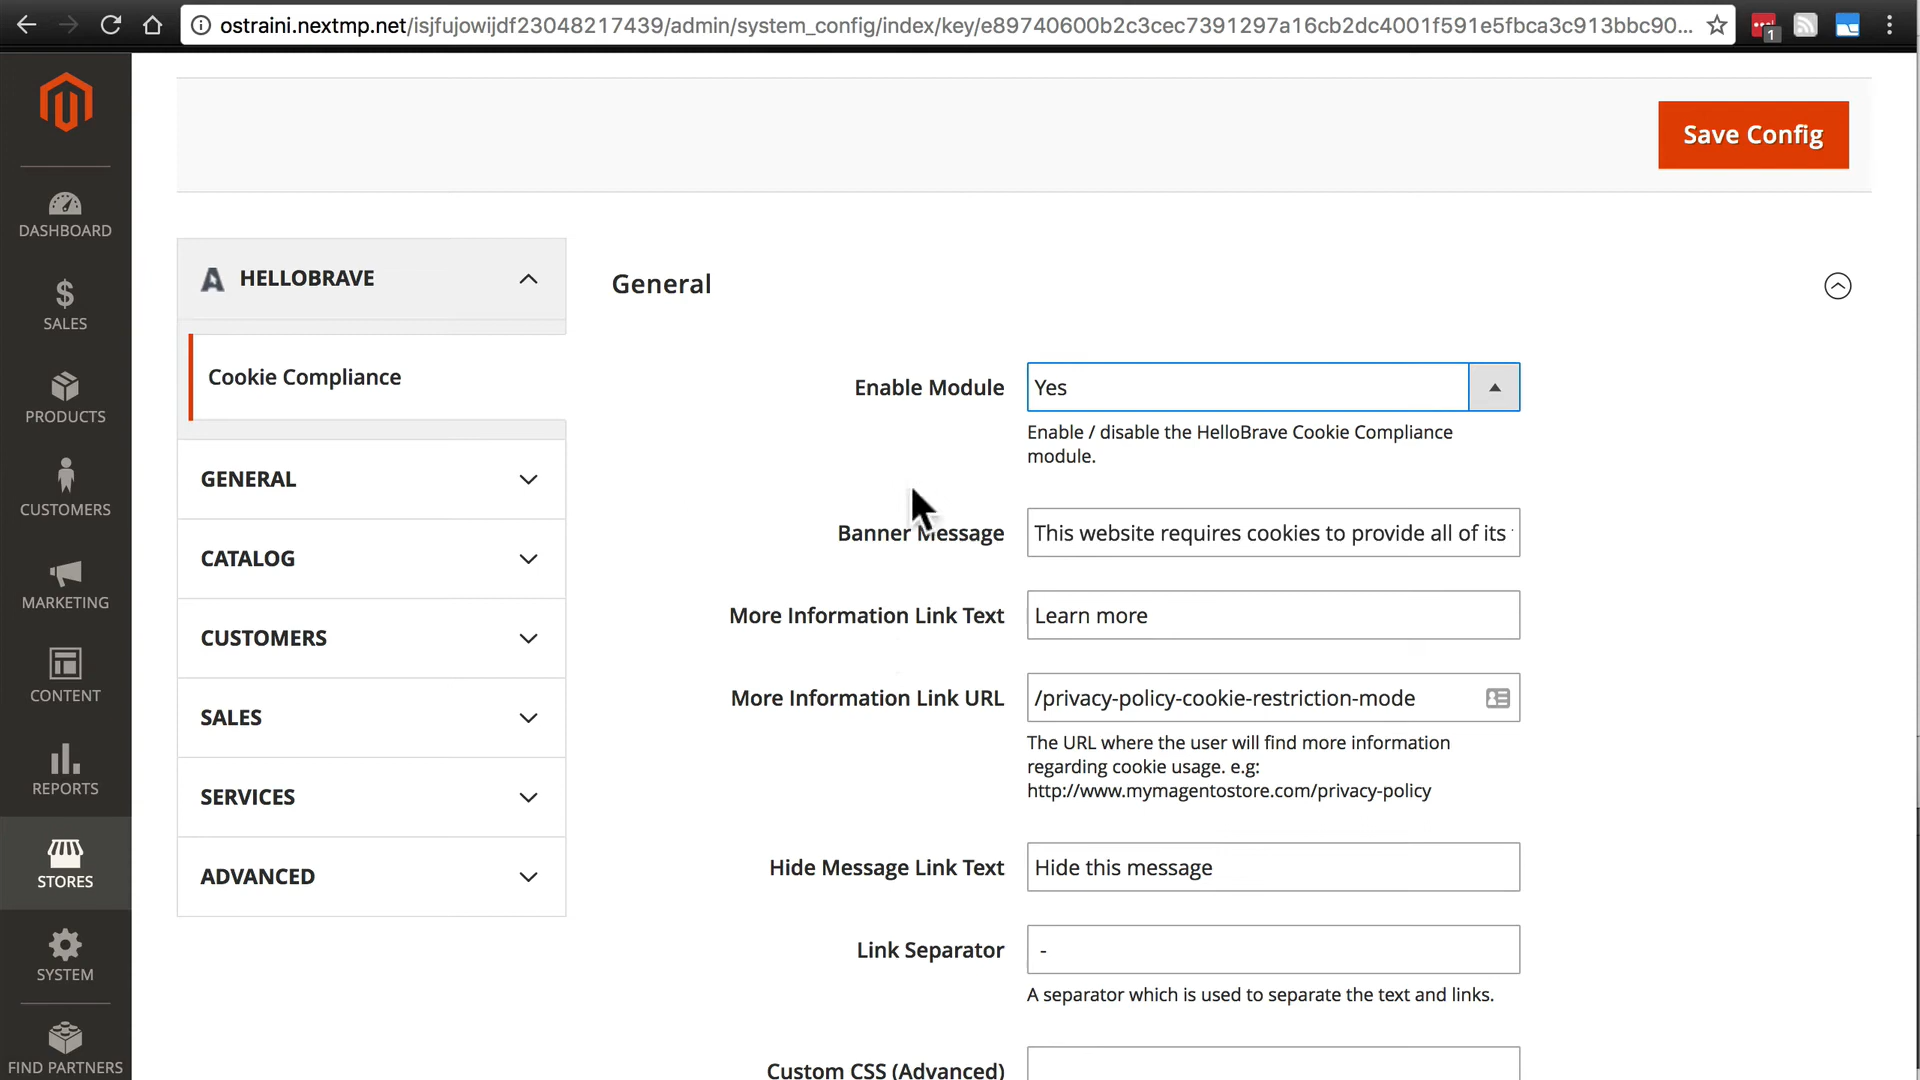 ostraini.nextmp.net/isjfujowijdf23048217439/admin/system_config/index/key/e89740600b2c3cec7391297a16cb2dc4001f591e5fbca3c913bbc90...
1
Save Config
DASHBOARD
SALES
PRODUCTS
CUSTOMERS
MARKETING
CONTENT
REPORTS
STORES
SYSTEM
FIND PARTNERS
HELLOBRAVE
Cookie Compliance
GENERAL
CATALOG
CUSTOMERS
SALES
SERVICES
ADVANCED
General
Enable Module
Yes
Enable / disable the HelloBrave Cookie Compliance
module.
Banner Message
This website requires cookies to provide all of its
More Information Link Text
Learn more
More Information Link URL
/privacy-policy-cookie-restriction-mode
The URL where the user will find more information
regarding cookie usage. e.g:
http://www.mymagentostore.com/privacy-policy
Hide Message Link Text
Hide this message
Link Separator
-
A separator which is used to separate the text and links.
Custom CSS (Advanced)